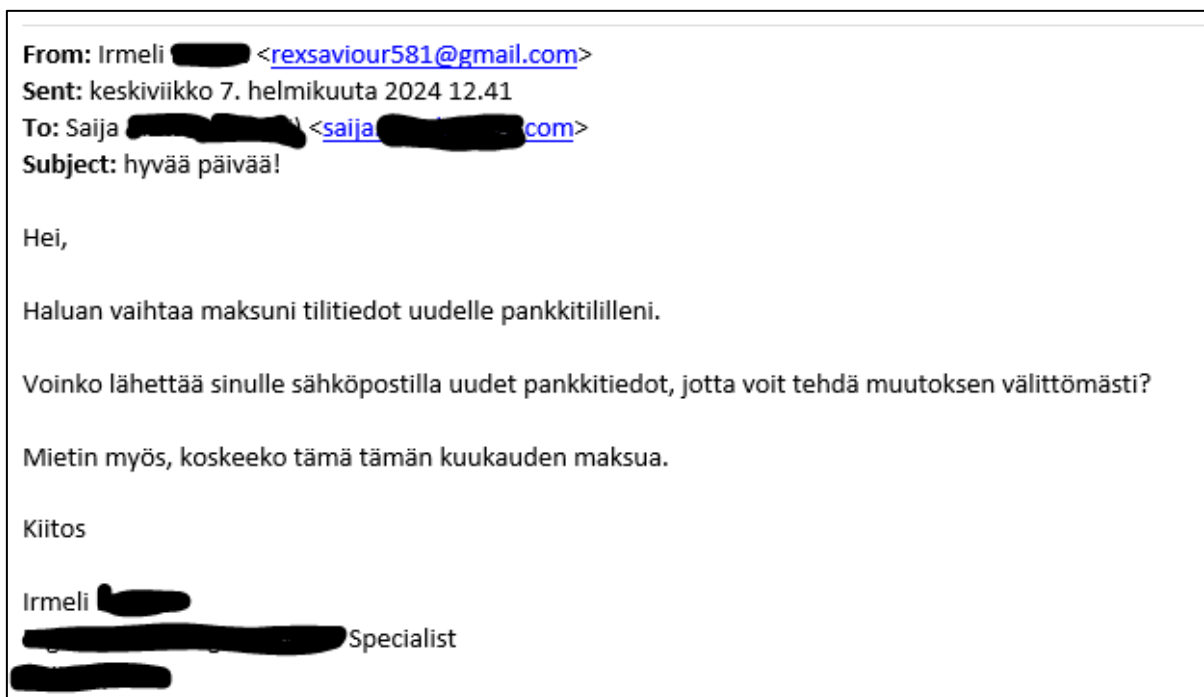 From: Irmeli <rexsaviour581@gmail.com>
Sent: keskiviikko 7. helmikuuta 2024 12.41
To: Saija <saija com>
Subject: hyvää päivää!
Hei,
Haluan vaihtaa maksuni tilitiedot uudelle pankkitililleni.
Voinko lähettää sinulle sähköpostilla uudet pankkitiedot, jotta voit tehdä muutoksen välittömästi?
Mietin myös, koskeeko tämä tämän kuukauden maksua.
Kiitos
Irmeli
Specialist